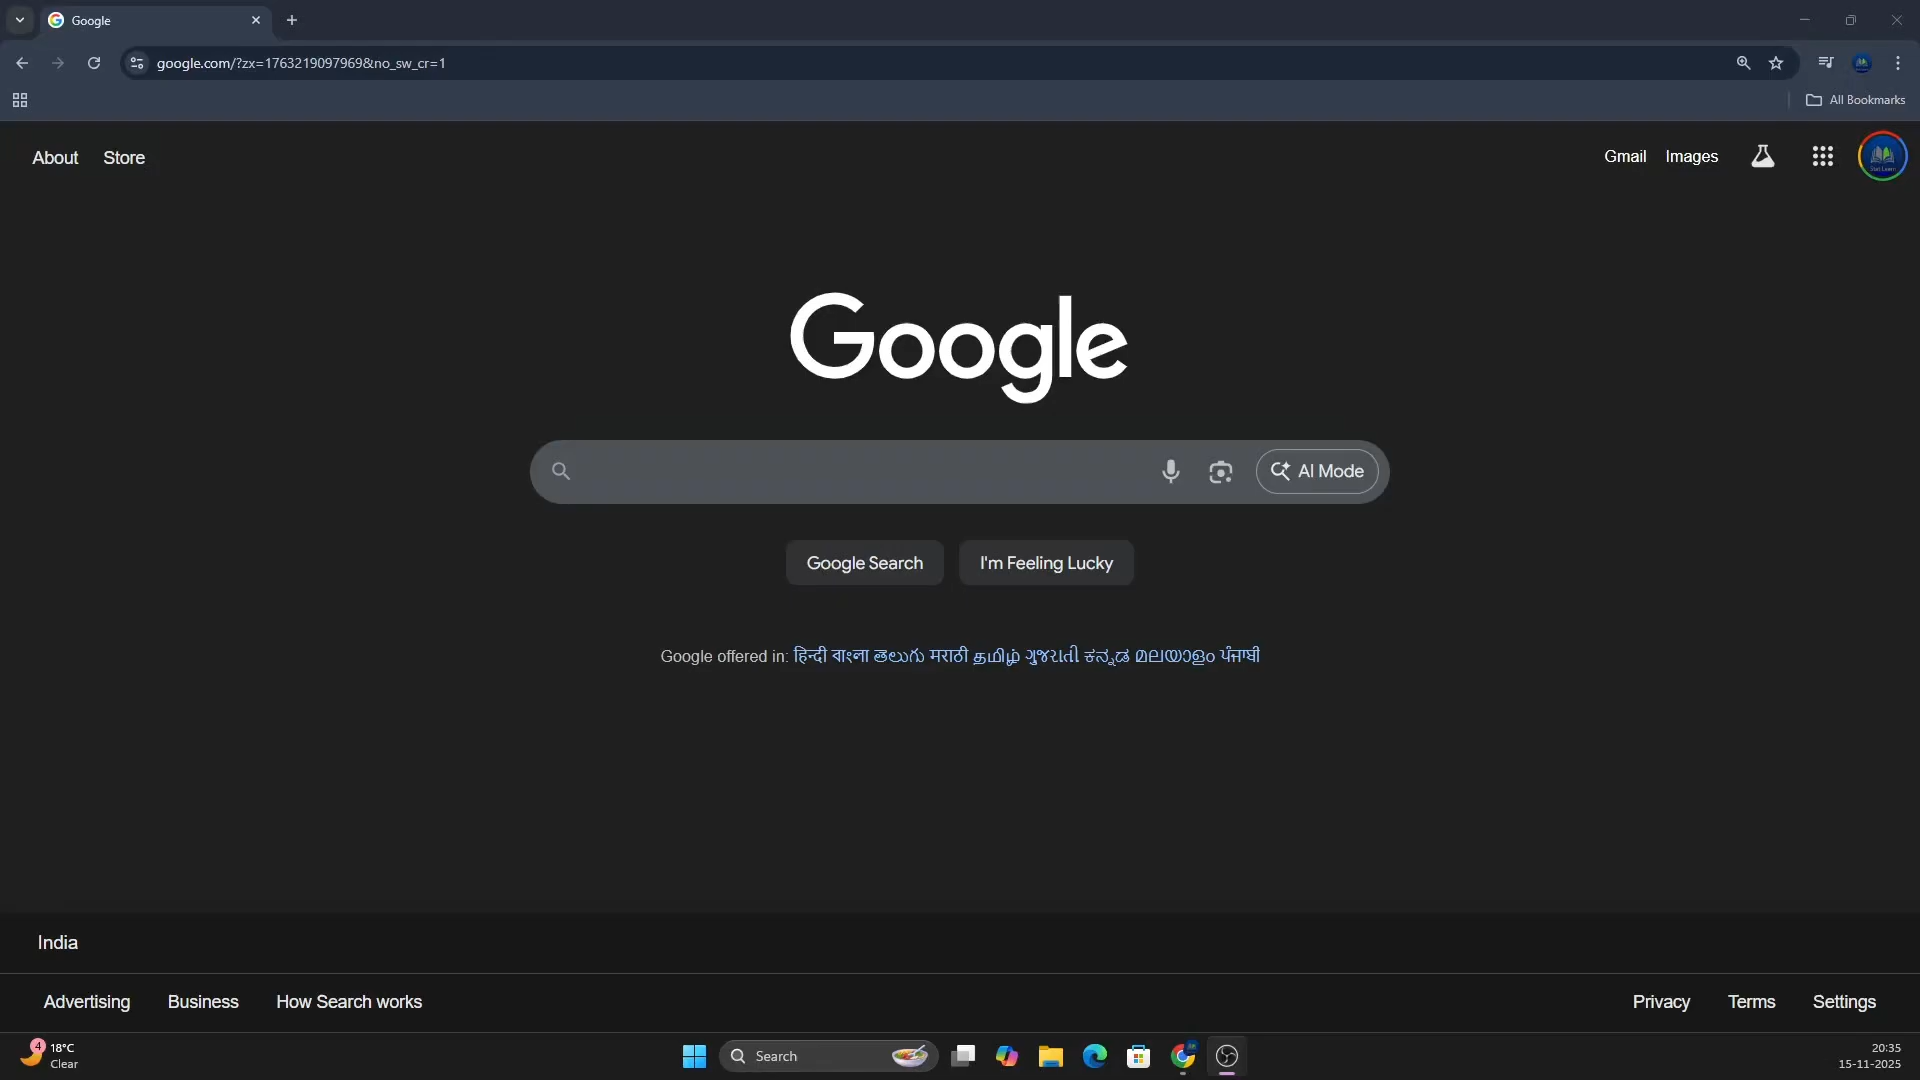 Google
google.com/?zx=1763219097969&no_sw_cr=1
All Bookmarks
About Store Gmail Images
Google
AI Mode
Google Search I'm Feeling Lucky
Google offered in: हिन्दी বাংলা తెలుగు मराठी தமிழ் ગુજરાતી ಕನ್ನಡ മലയാളം ਪੰਜਾਬੀ
India
Advertising Business How Search works Privacy Terms Settings
4 18°C
Clear
Search
20:35
15-11-2025